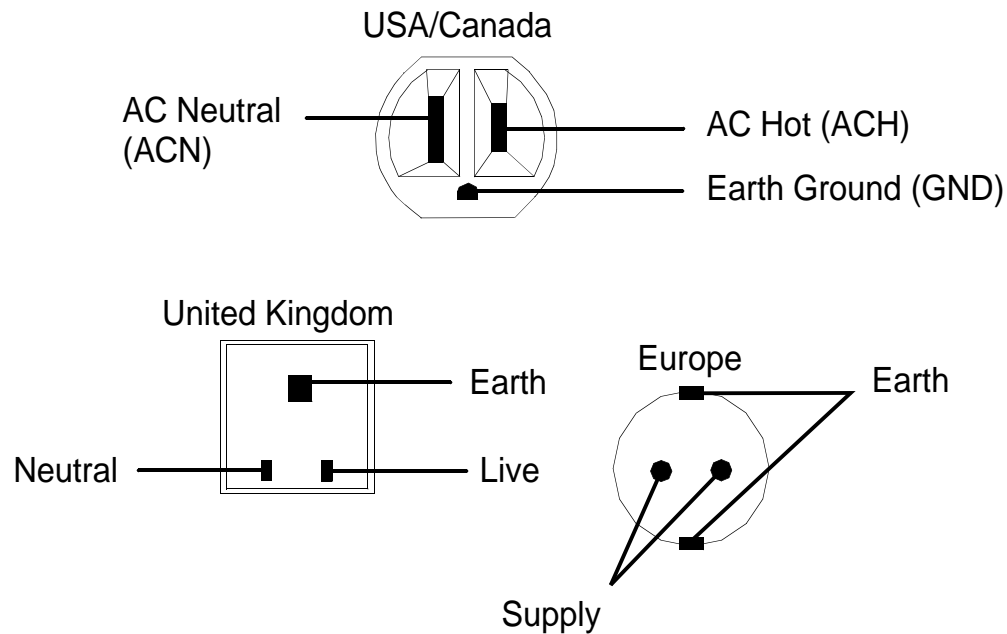 USA/Canada
AC Neutral
(ACN)
AC Hot (ACH)
Earth Ground (GND)
United Kingdom
Earth
Neutral
Live
Europe
Earth
Supply